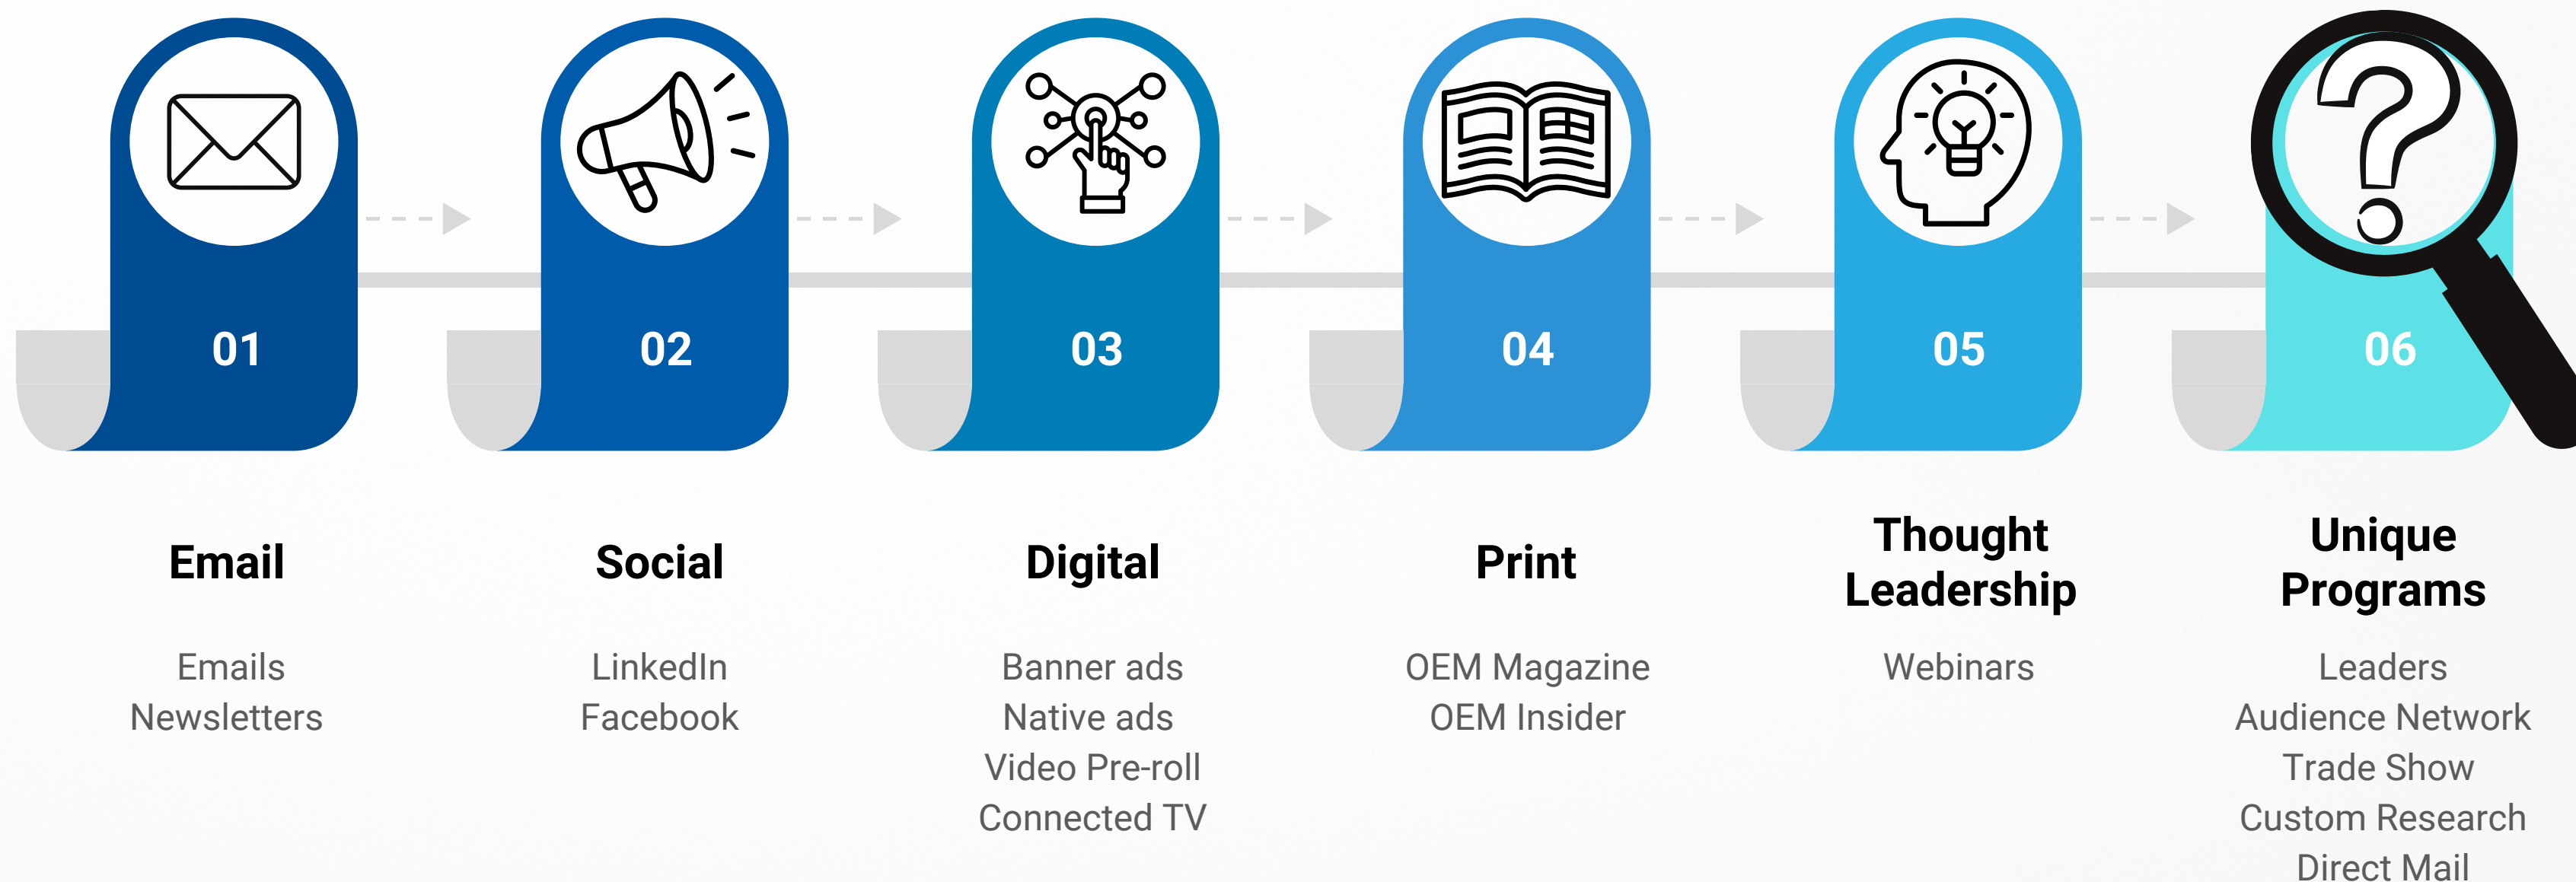 01
02
03
04
05
06
Email
Emails
Newsletters
Social
LinkedIn
Facebook
Digital
Banner ads
Native ads
Video Pre-roll
Connected TV
Print
OEM Magazine
OEM Insider
Thought
Leadership
Webinars
Unique
Programs
Leaders
Audience Network
Trade Show
Custom Research
Direct Mail